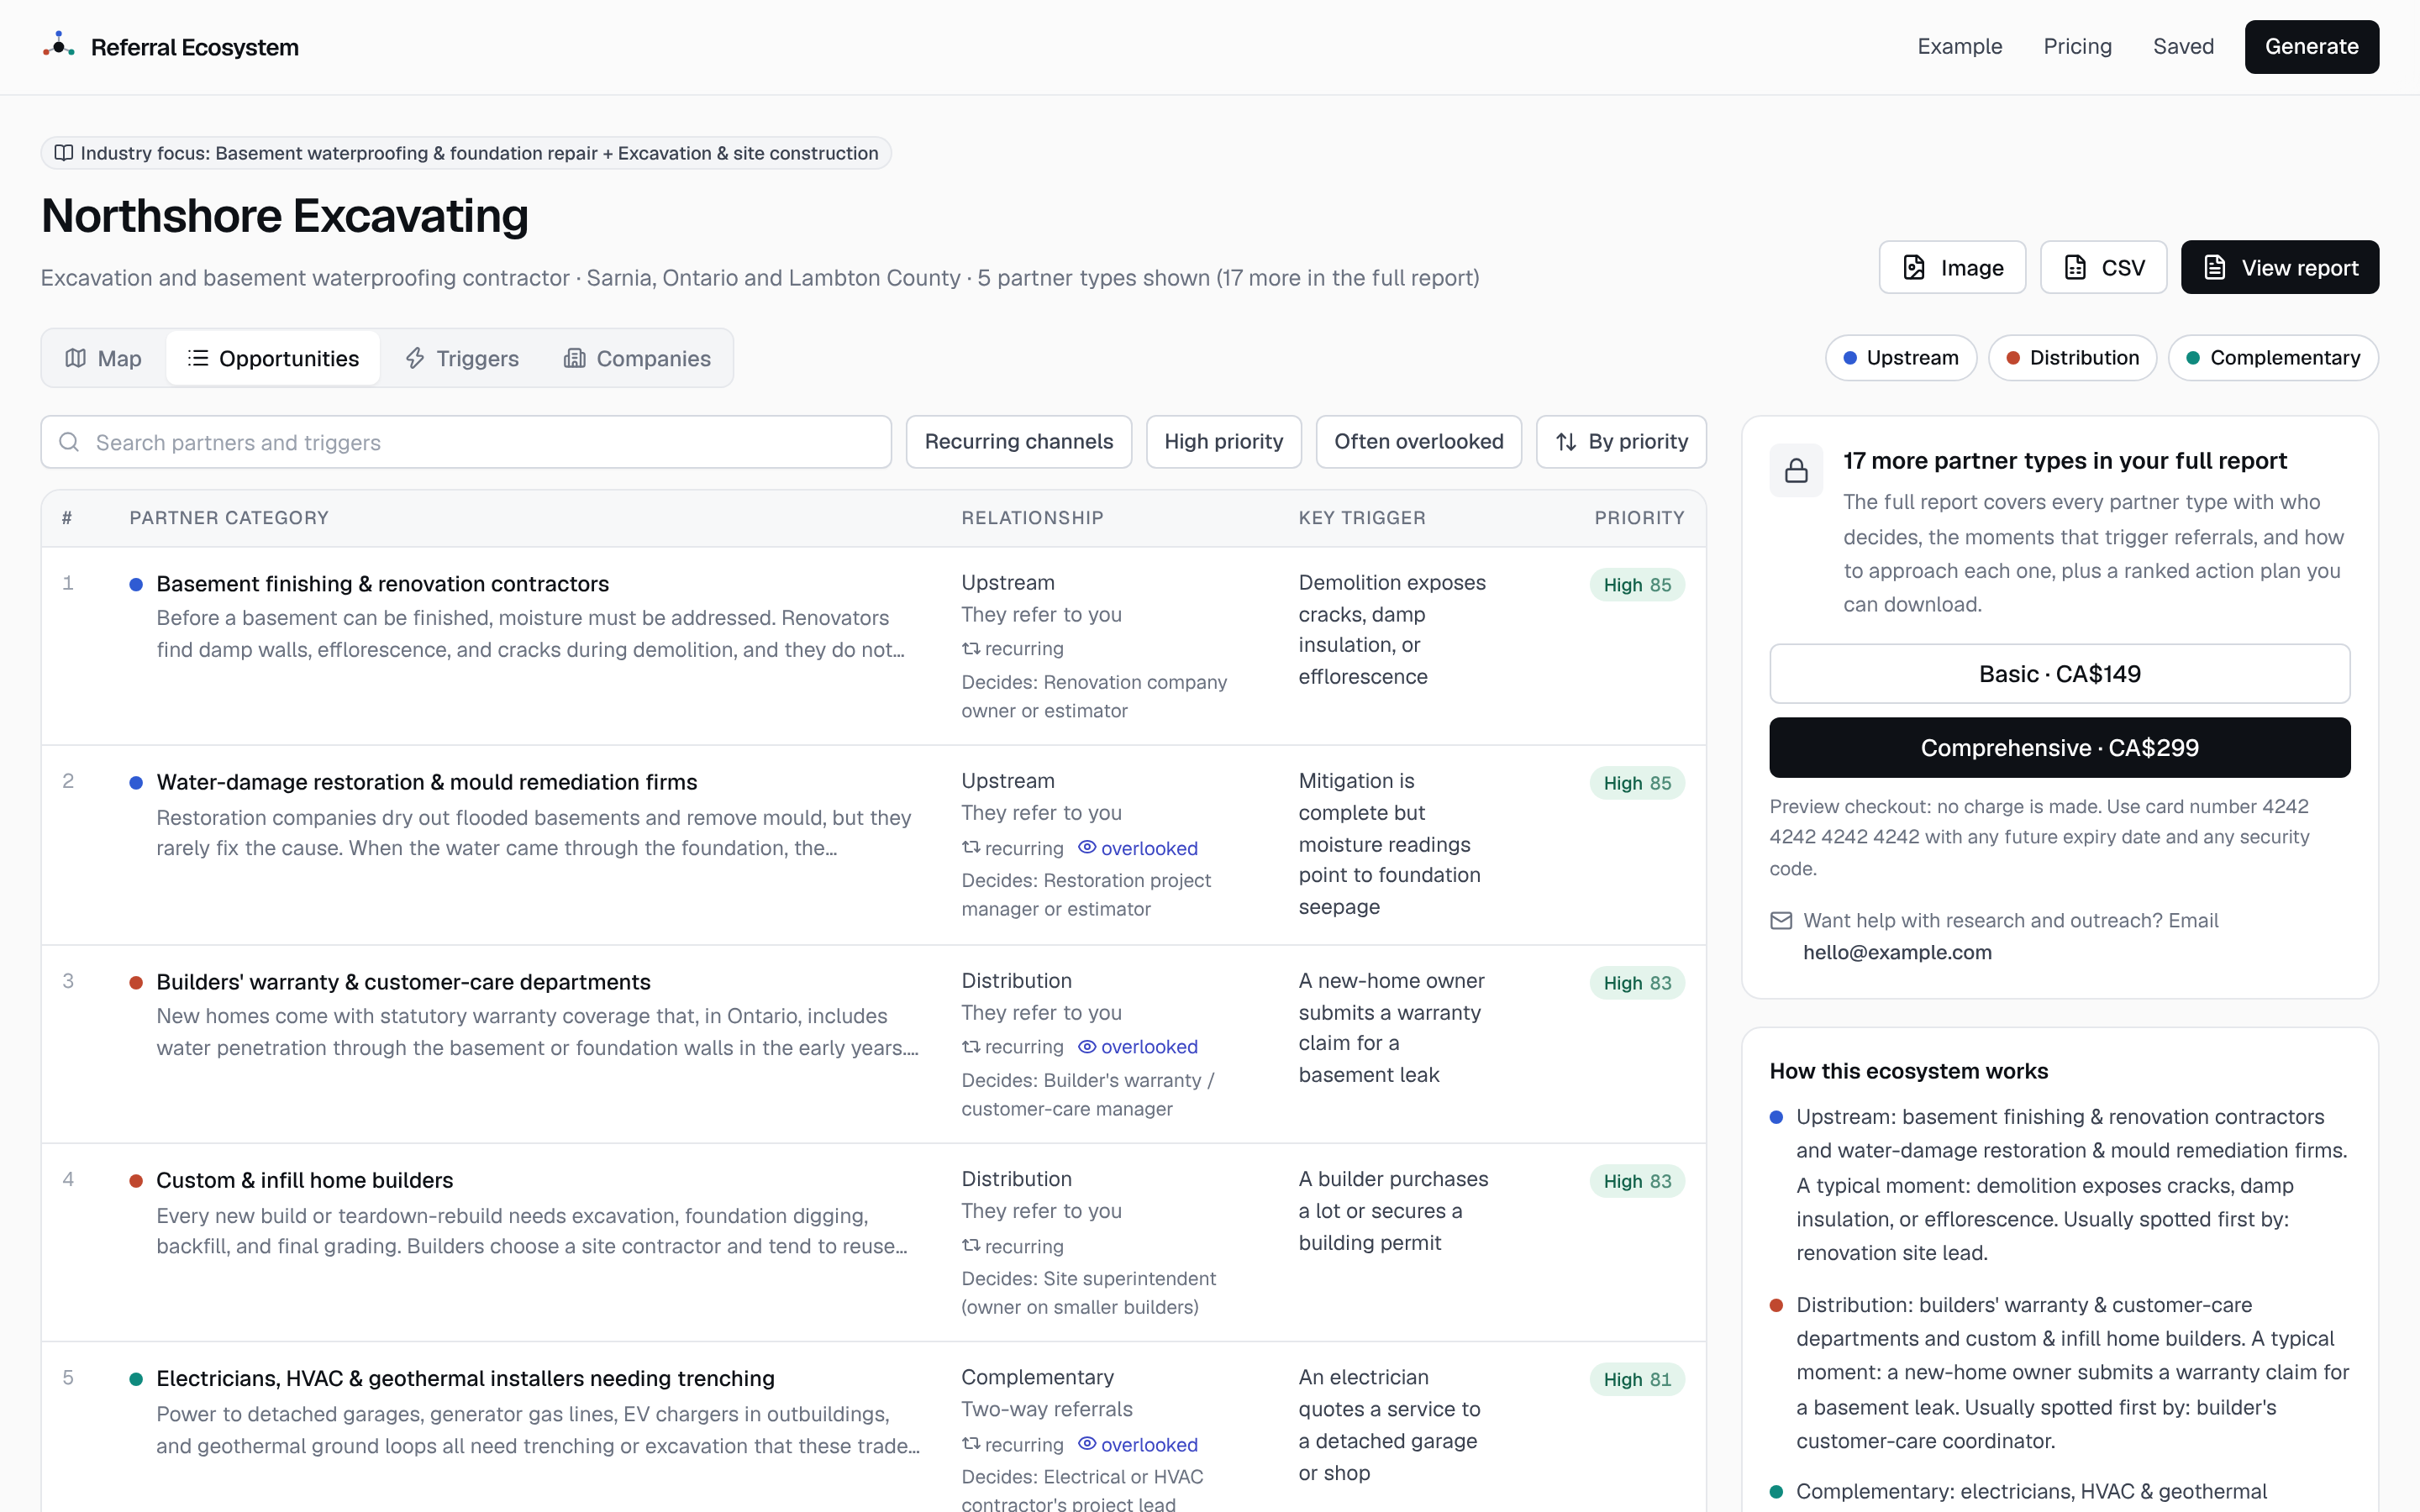 Referral Ecosystem
Example
Pricing
Saved
Generate
Industry focus: Basement waterproofing & foundation repair + Excavation & site construction
Northshore Excavating
Excavation and basement waterproofing contractor · Sarnia, Ontario and Lambton County · 5 partner types shown (17 more in the full report)
Image
CSV
View report
Map
Opportunities
Triggers
Companies
Upstream
Distribution
Complementary
Search partners and triggers
Recurring channels
High priority
Often overlooked
By priority
# PARTNER CATEGORY RELATIONSHIP KEY TRIGGER PRIORITY
1
Basement finishing & renovation contractors
Before a basement can be finished, moisture must be addressed. Renovators
find damp walls, efflorescence, and cracks during demolition, and they do not…
Upstream
They refer to you
recurring
Decides: Renovation company
owner or estimator
Demolition exposes
cracks, damp
insulation, or
efflorescence
High 85
2
Water-damage restoration & mould remediation firms
Restoration companies dry out flooded basements and remove mould, but they
rarely fix the cause. When the water came through the foundation, the…
Upstream
They refer to you
recurring overlooked
Decides: Restoration project
manager or estimator
Mitigation is
complete but
moisture readings
point to foundation
seepage
High 85
3
Builders' warranty & customer-care departments
New homes come with statutory warranty coverage that, in Ontario, includes
water penetration through the basement or foundation walls in the early years.…
Distribution
They refer to you
recurring overlooked
Decides: Builder's warranty /
customer-care manager
A new-home owner
submits a warranty
claim for a
basement leak
High 83
4
Custom & infill home builders
Every new build or teardown-rebuild needs excavation, foundation digging,
backfill, and final grading. Builders choose a site contractor and tend to reuse…
Distribution
They refer to you
recurring
Decides: Site superintendent
(owner on smaller builders)
A builder purchases
a lot or secures a
building permit
High 83
5
Electricians, HVAC & geothermal installers needing trenching
Power to detached garages, generator gas lines, EV chargers in outbuildings,
and geothermal ground loops all need trenching or excavation that these trade…
Complementary
Two-way referrals
recurring overlooked
Decides: Electrical or HVAC
contractor's project lead
An electrician
quotes a service to
a detached garage
or shop
High 81
17 more partner types in your full report
The full report covers every partner type with who
decides, the moments that trigger referrals, and how
to approach each one, plus a ranked action plan you
can download.
Basic · CA$149
Comprehensive · CA$299
Preview checkout: no charge is made. Use card number 4242
4242 4242 4242 with any future expiry date and any security
code.
Want help with research and outreach? Email
hello@example.com
How this ecosystem works
Upstream: basement finishing & renovation contractors
and water-damage restoration & mould remediation firms.
A typical moment: demolition exposes cracks, damp
insulation, or efflorescence. Usually spotted first by:
renovation site lead.
Distribution: builders' warranty & customer-care
departments and custom & infill home builders. A typical
moment: a new-home owner submits a warranty claim for
a basement leak. Usually spotted first by: builder's
customer-care coordinator.
Complementary: electricians, HVAC & geothermal